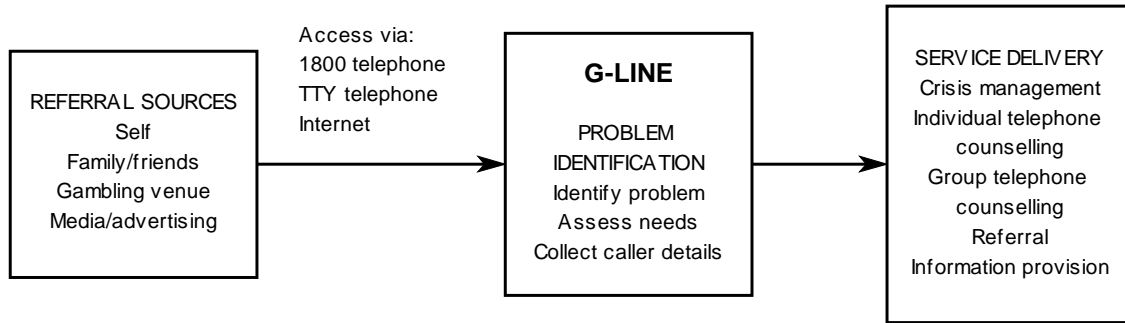 REFERRAL SOURCES
Self
Family/friends
Gambling venue
Media/advertising
Access via:
1800 telephone
TTY telephone
Internet
G-LINE
PROBLEM
IDENTIFICATION
Identify problem
Assess needs
Collect caller details
SERVICE DELIVERY
Crisis management
Individual telephone
counselling
Group telephone
counselling
Referral
Information provision